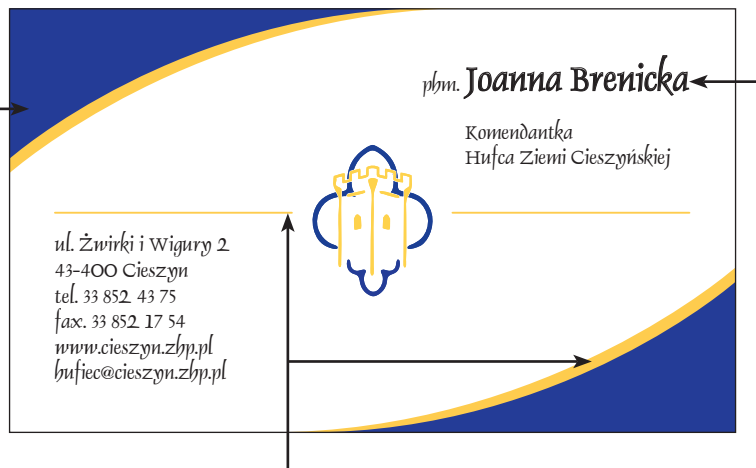 phm. Joanna Brenicka
Komendantka
Hufca Ziemi Cieszyńskiej
ul. Żwirki i Wigury 2
43-400 Cieszyn
tel. 33 852 43 75
fax. 33 852 17 54
www.cieszyn.zhp.pl
hufiec@cieszyn.zhp.pl